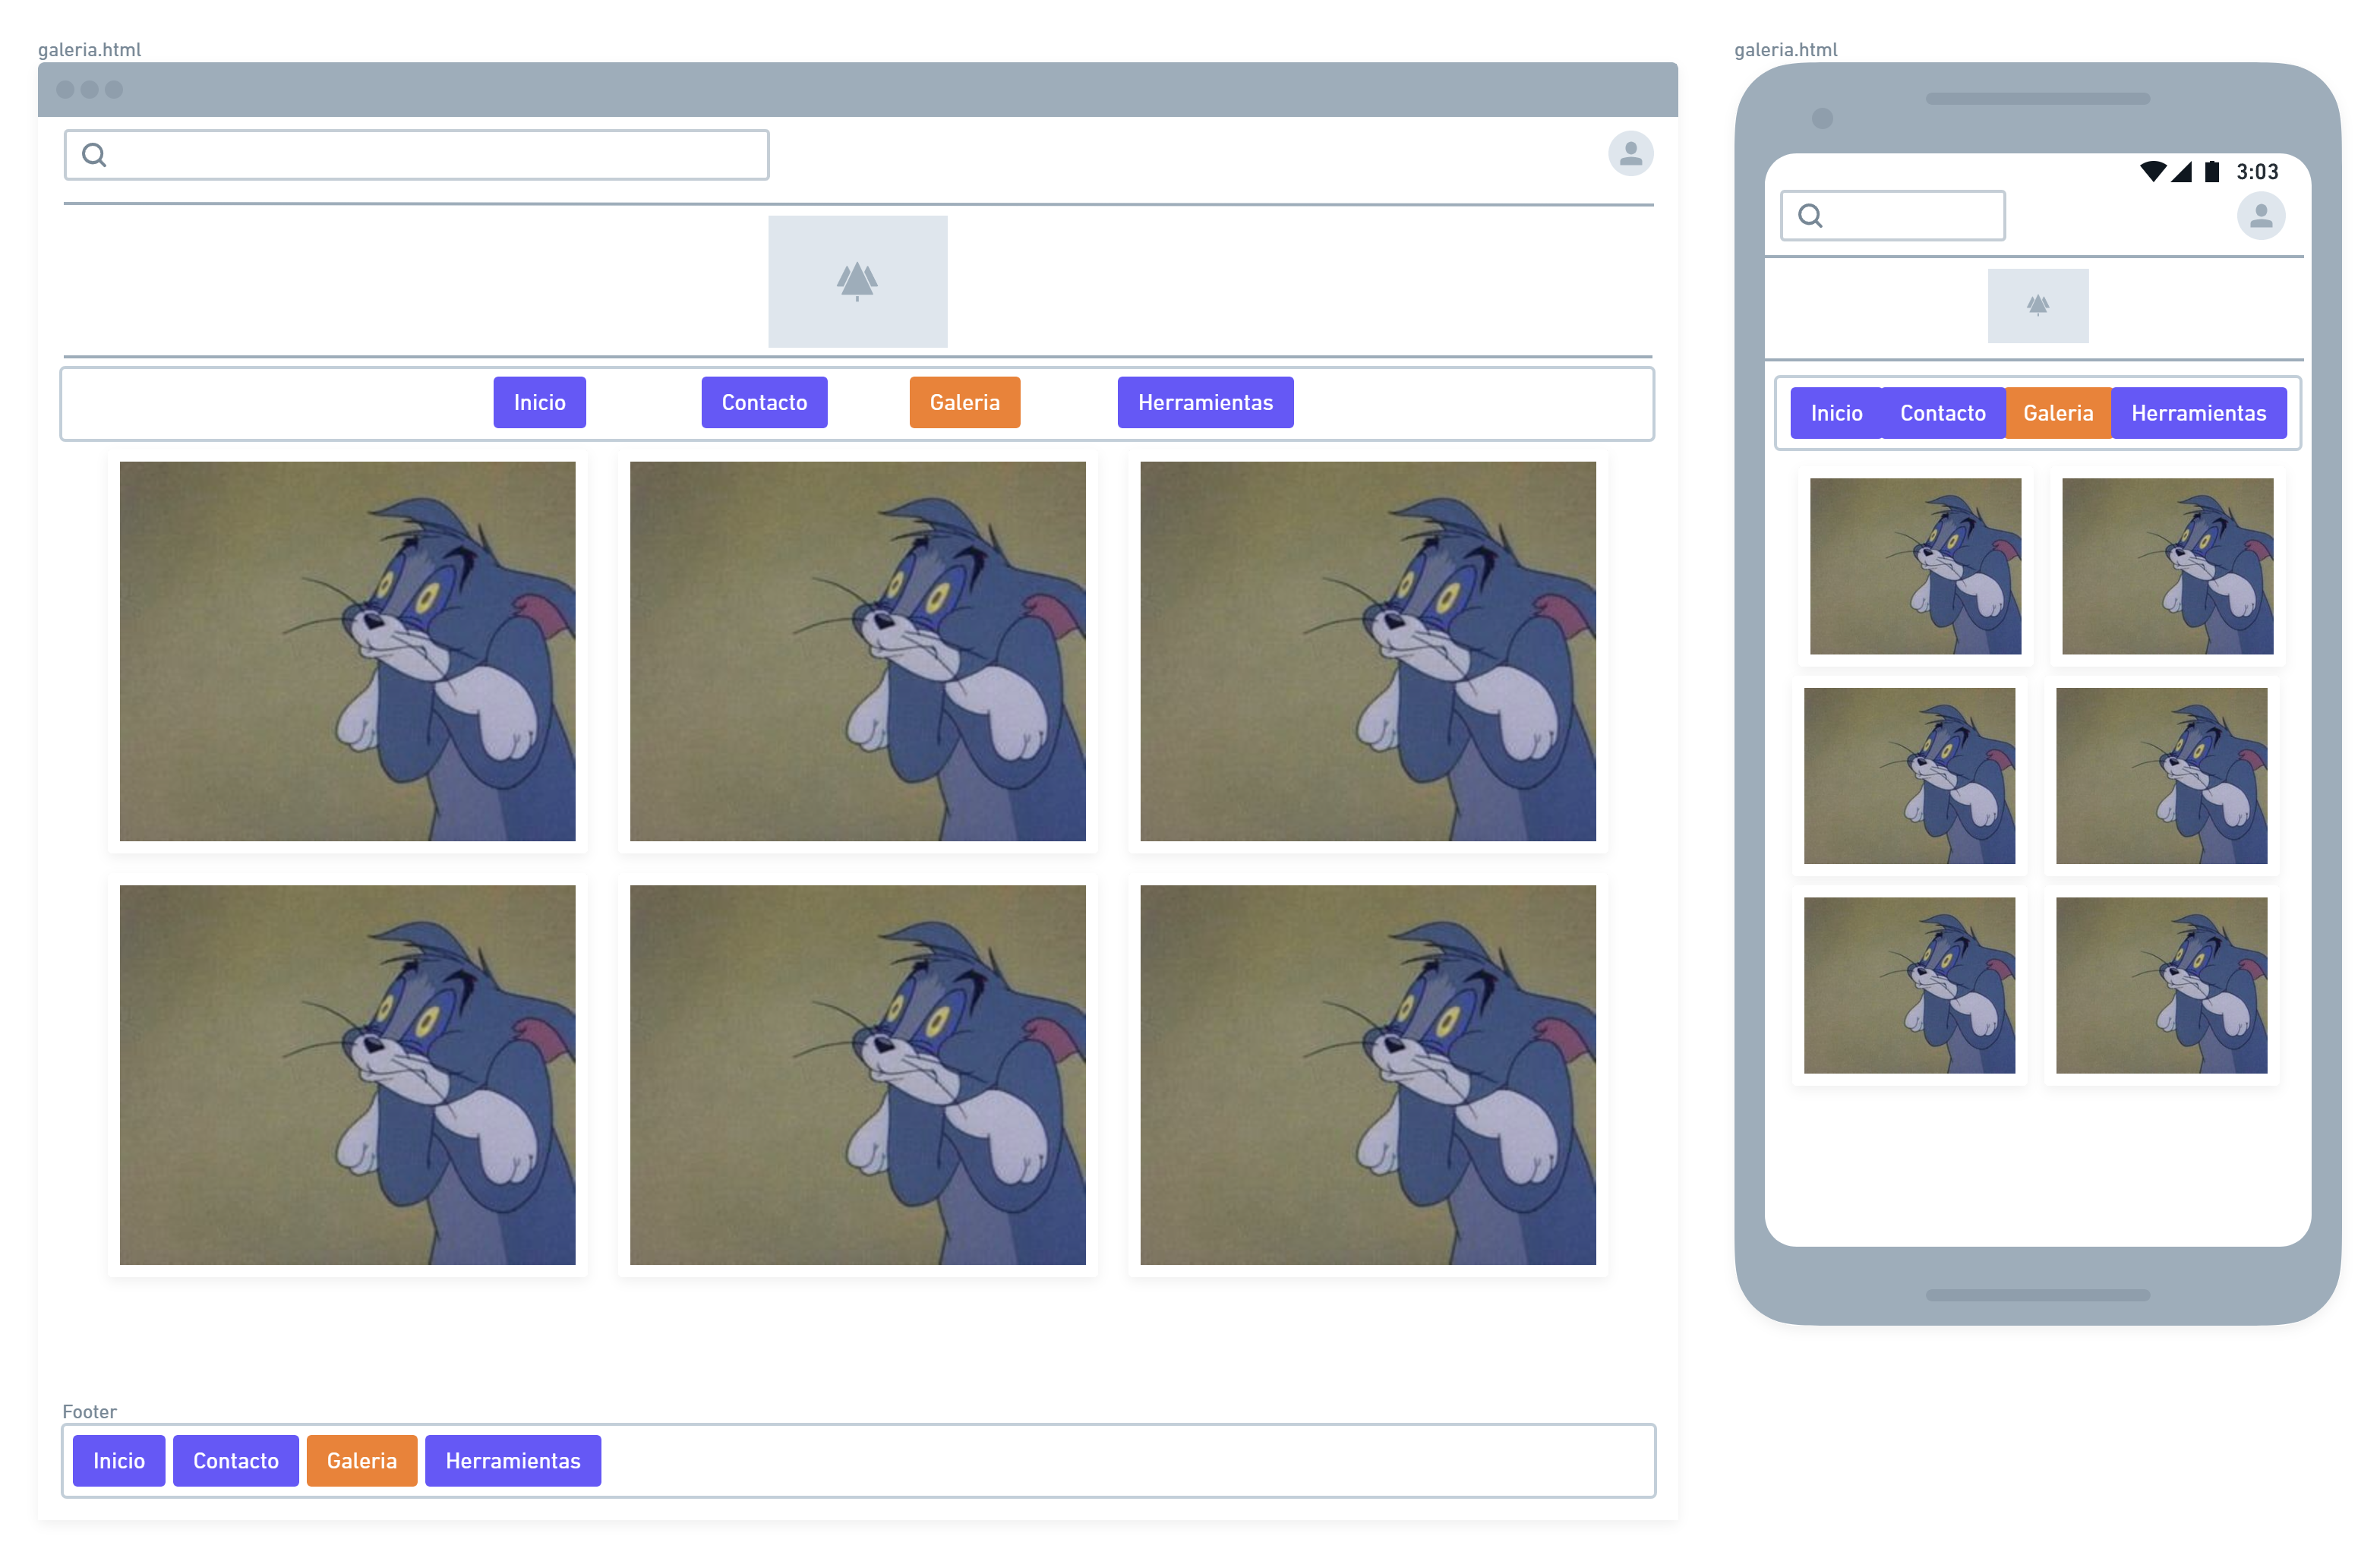 galeria.html
Inicio
Contacto
Galeria
Herramientas
Footer
Inicio
Contacto
Galeria
Herramientas
galeria.html
3:03
Inicio
Contacto
Galeria
Herramientas